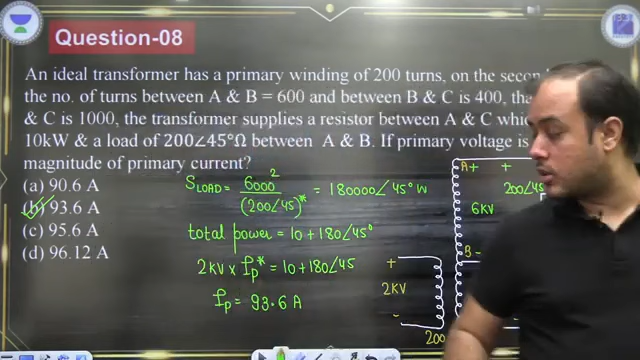 Question-08
An ideal transformer has a primary winding of 200 turns, on the secon
the no. of turns between A & B = 600 and between B & C is 400, tha
& C is 1000, the transformer supplies a resistor between A & C whi
10kW & a load of 200∠45°Ω between A & B. If primary voltage is
magnitude of primary current?
(a) 90.6 A
(b) 93.6 A
(c) 95.6 A
(d) 96.12 A
S_LOAD = 6000² / (200∠45)* = 180000∠45° W
total power = 10 + 180∠45°
2KV × I_p* = 10 + 180∠45
I_p = 93.6 A
A+ +
200∠45
6KV
B-
+
2KV
-
200